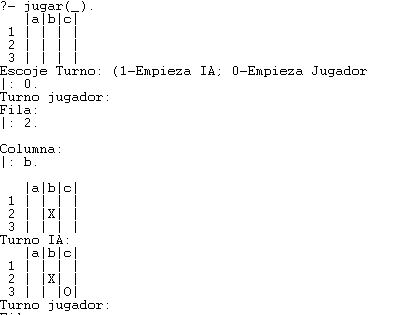 ?- jugar(_).
   |a|b|c|
 1 | | | |
 2 | | | |
 3 | | | |
Escoje Turno: (1-Empieza IA; 0-Empieza Jugador
|: 0.
Turno jugador:
Fila:
|: 2.
Columna:
|: b.
   |a|b|c|
 1 | | | |
 2 | |X| |
 3 | | | |
Turno IA:
   |a|b|c|
 1 | | | |
 2 | |X| |
 3 | | |O|
Turno jugador: